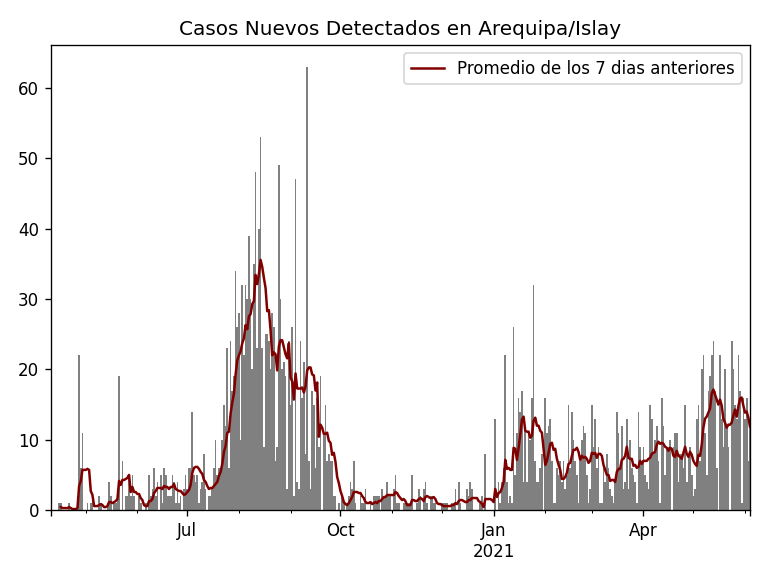 Casos Nuevos Detectados en Arequipa/Islay
Promedio de los 7 dias anteriores
60
50
40
30
20
10
0
Jul
Oct
Jan
2021
Apr